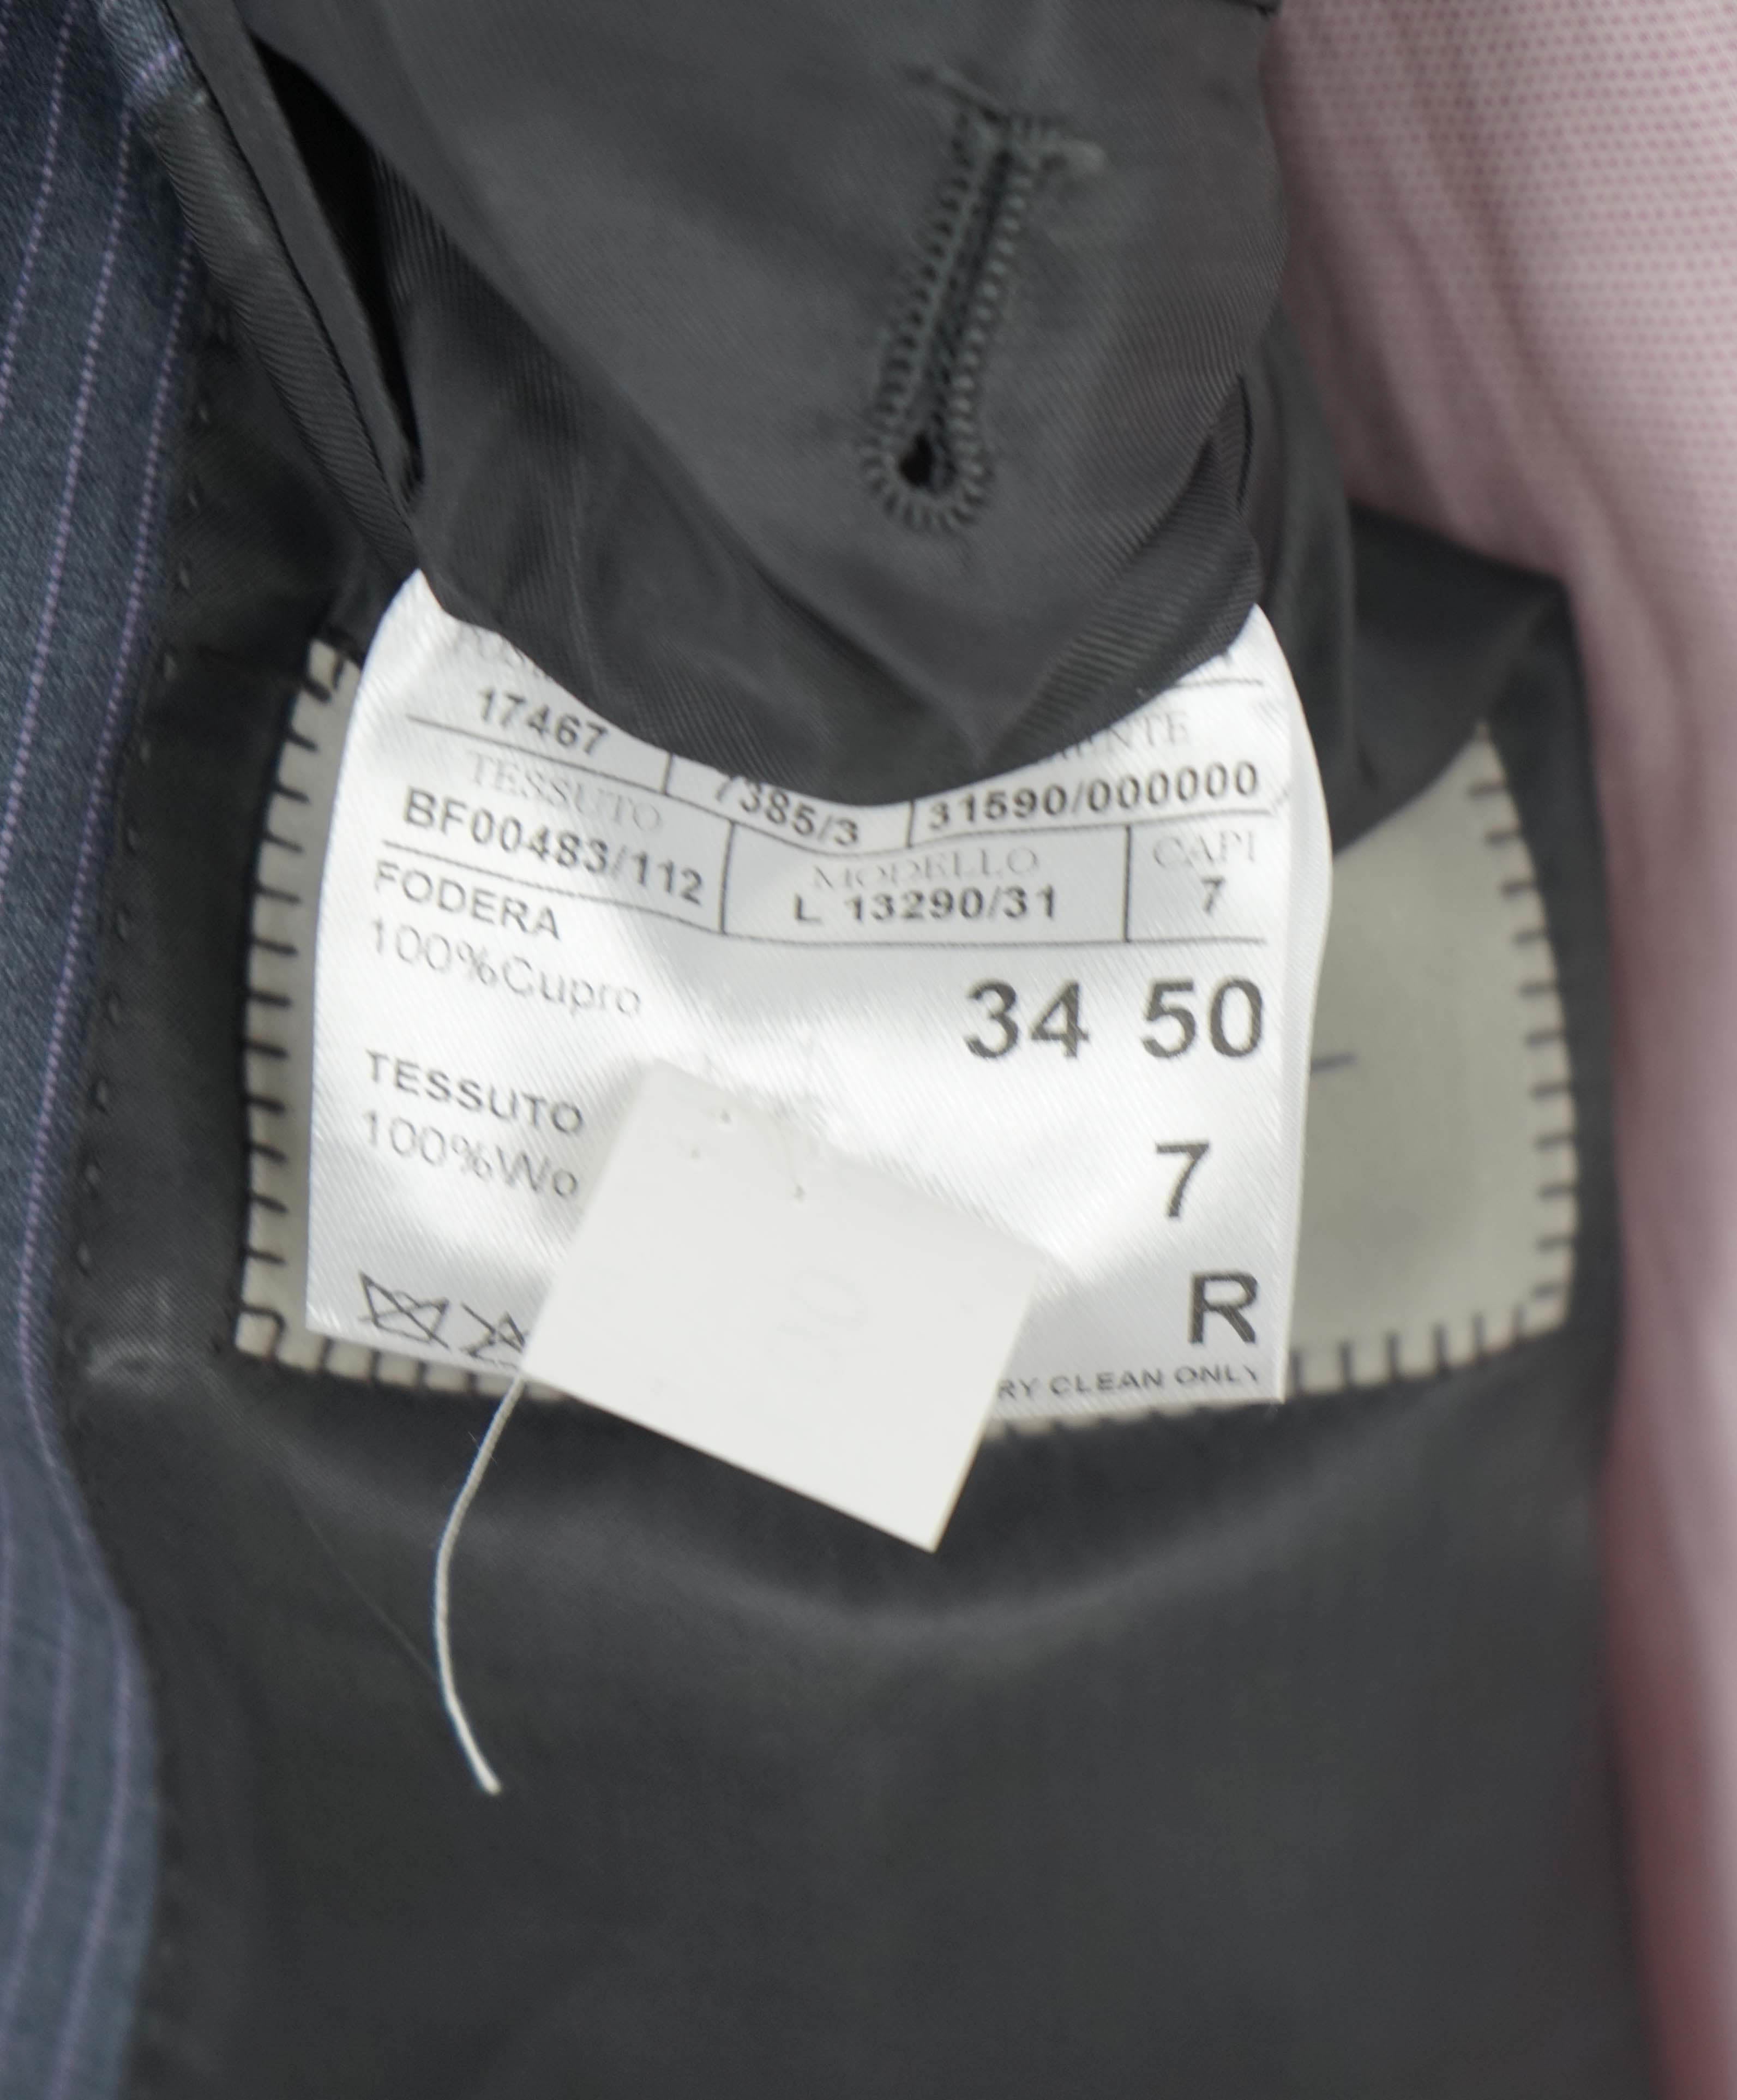 17467
TESSUTO
BF00483/112
7385/3
31590/000000
MODELLO
L 13290/31
CAPI
7
FODERA
100%Cupro
34 50
TESSUTO
100%Wo
7
R
CLEAN ONLY